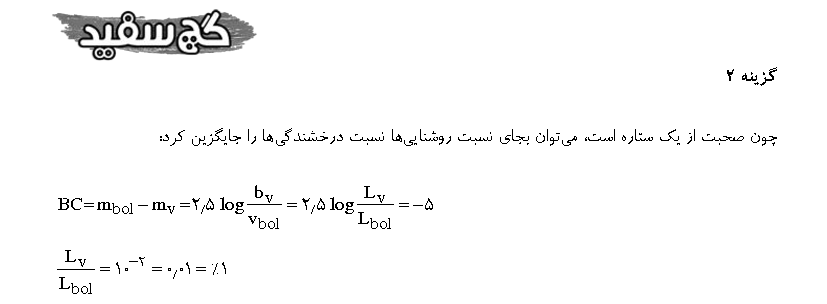 گچ سفید
گزینه ۲
چون صحبت از یک ستاره است، می‌توان بجای نسبت روشنایی‌ها نسبت درخشندگی‌ها را جایگزین کرد:
BC=m_bol − m_v = ۲٫۵ log b_v/v_bol = ۲٫۵ log L_v/L_bol = −۵
L_v/L_bol = ۱۰^−۲ = ۰٫۰۱ = ٪۱